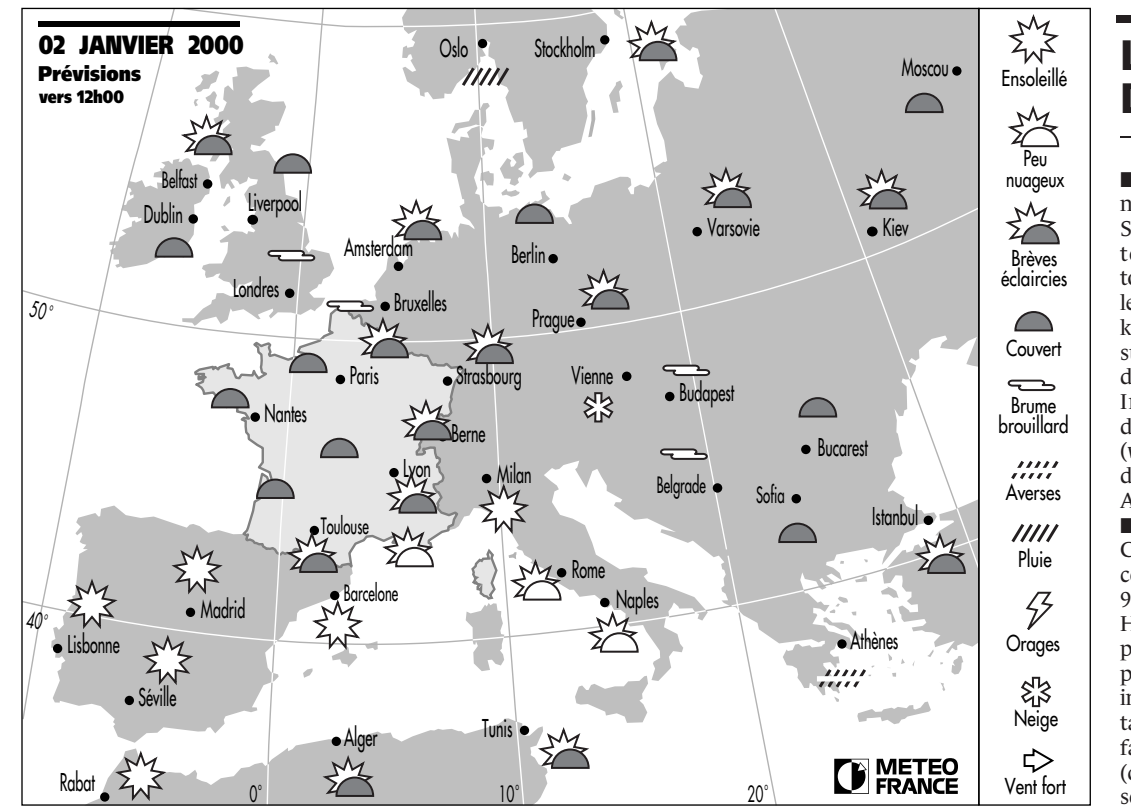 02 JANVIER 2000
Prévisions
vers 12h00
Oslo
Stockholm
Moscou
Belfast
Dublin
Liverpool
Amsterdam
Berlin
Varsovie
Kiev
Londres
Bruxelles
50°
Prague
Paris
Strasbourg
Vienne
Budapest
Nantes
Berne
Bucarest
Lyon
Milan
Belgrade
Sofia
Istanbul
Toulouse
Rome
Barcelone
Naples
Madrid
40°
Lisbonne
Athènes
Séville
Tunis
Alger
Rabat
0°
10°
20°
METEO
FRANCE
Ensoleillé
Peu
nuageux
Brèves
éclaircies
Couvert
Brume
brouillard
Averses
Pluie
Orages
Neige
Vent fort